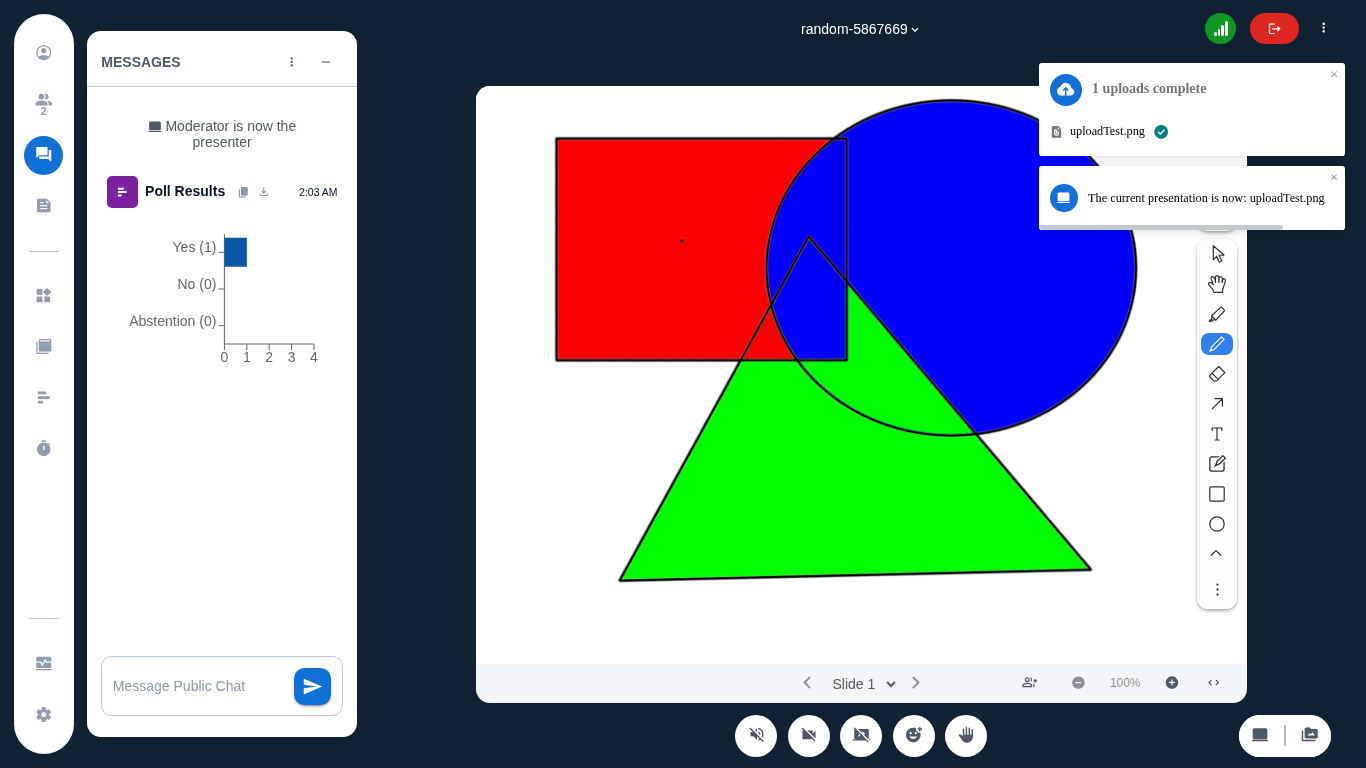 random-5867669
MESSAGES
2
1 uploads complete
uploadTest.png
The current presentation is now: uploadTest.png
Moderator is now the
presenter
Poll Results
2:03 AM
Yes (1)
No (0)
Abstention (0)
0 1 2 3 4
Message Public Chat
Slide 1
100%